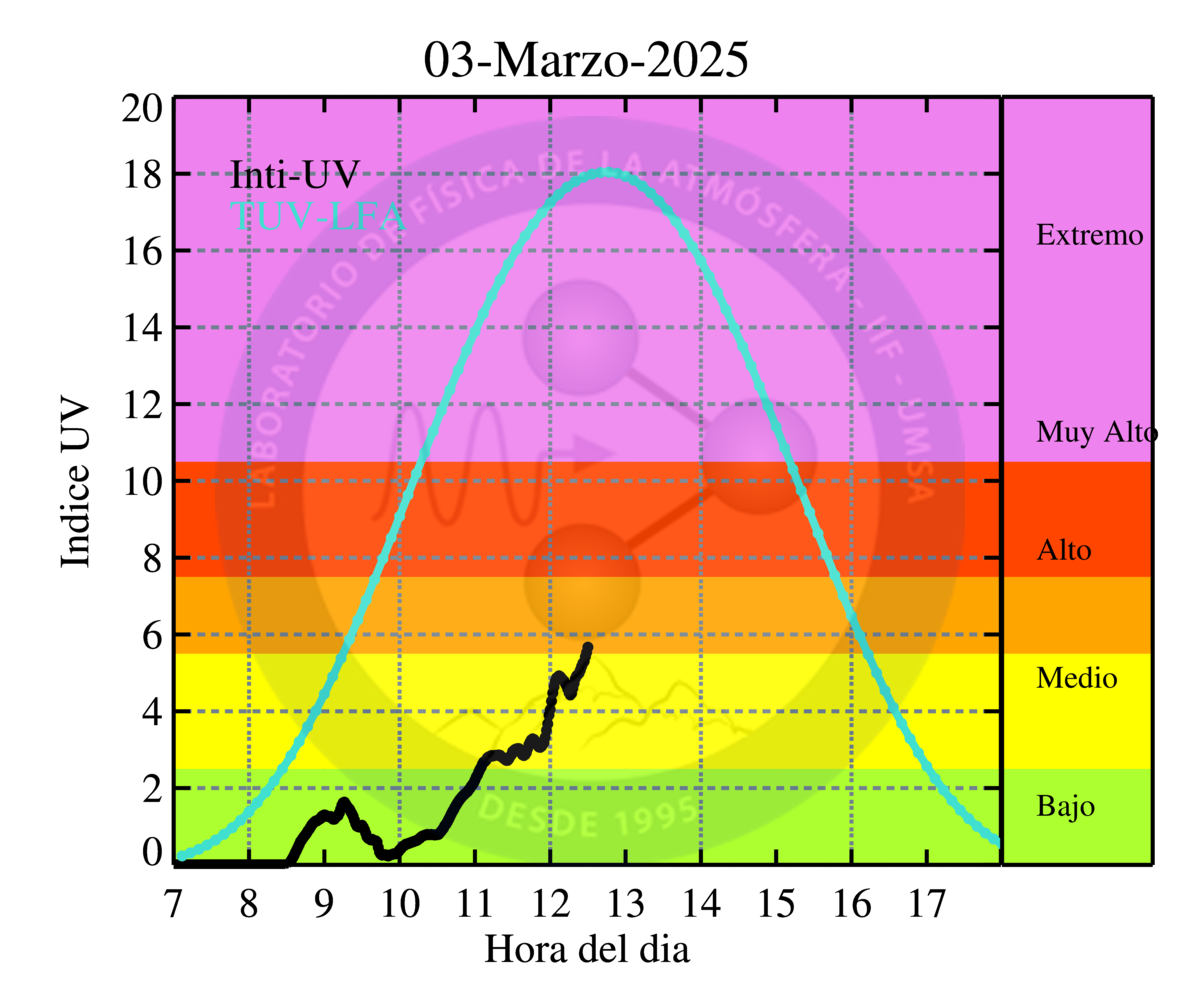 03-Marzo-2025
Inti-UV
TUV-LFA
Indice UV
20
18
16
14
12
10
8
6
4
2
0
7 8 9 10 11 12 13 14 15 16 17
Hora del dia
Extremo
Muy Alto
Alto
Medio
Bajo
LABORATORIO DE FÍSICA DE LA ATMÓSFERA - IIF - UMSA
DESDE 1995